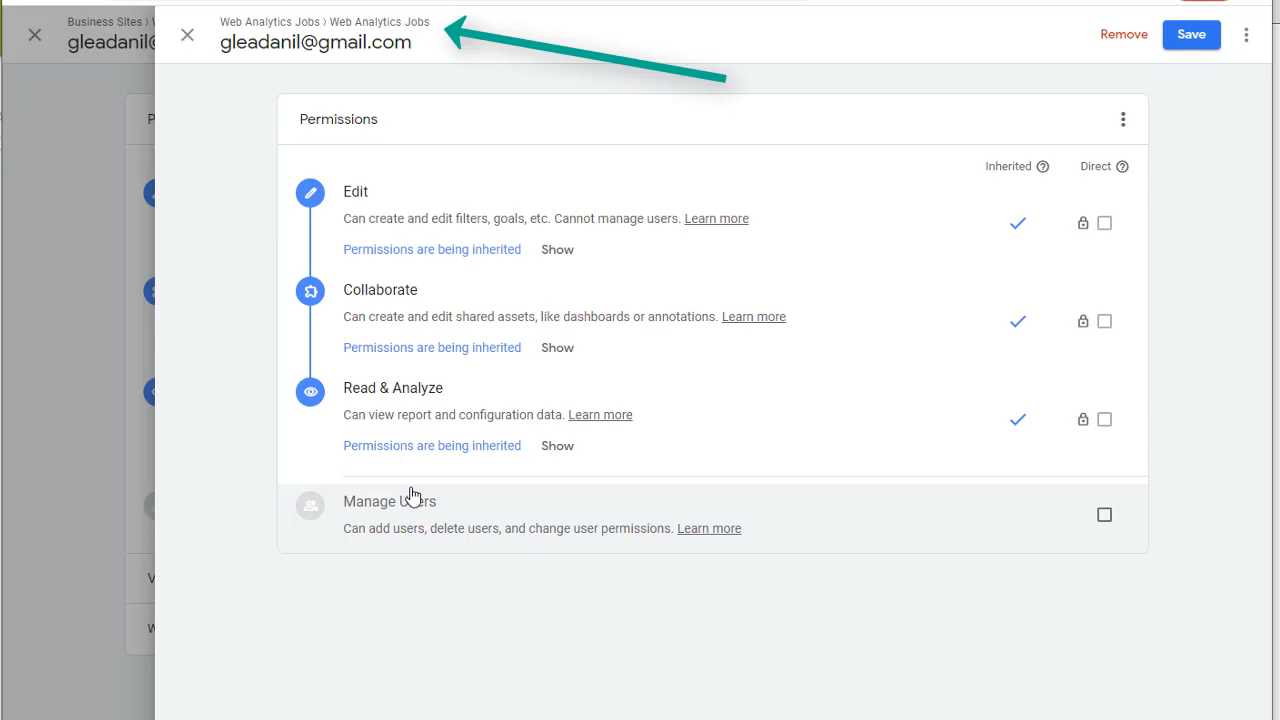 Business Sites 〉
gleadanil@
Web Analytics Jobs 〉 Web Analytics Jobs
gleadanil@gmail.com
Remove
Save
Permissions
Inherited
Direct
Edit
Can create and edit filters, goals, etc. Cannot manage users. Learn more
Permissions are being inherited Show
Collaborate
Can create and edit shared assets, like dashboards or annotations. Learn more
Permissions are being inherited Show
Read & Analyze
Can view report and configuration data. Learn more
Permissions are being inherited Show
Manage Users
Can add users, delete users, and change user permissions. Learn more